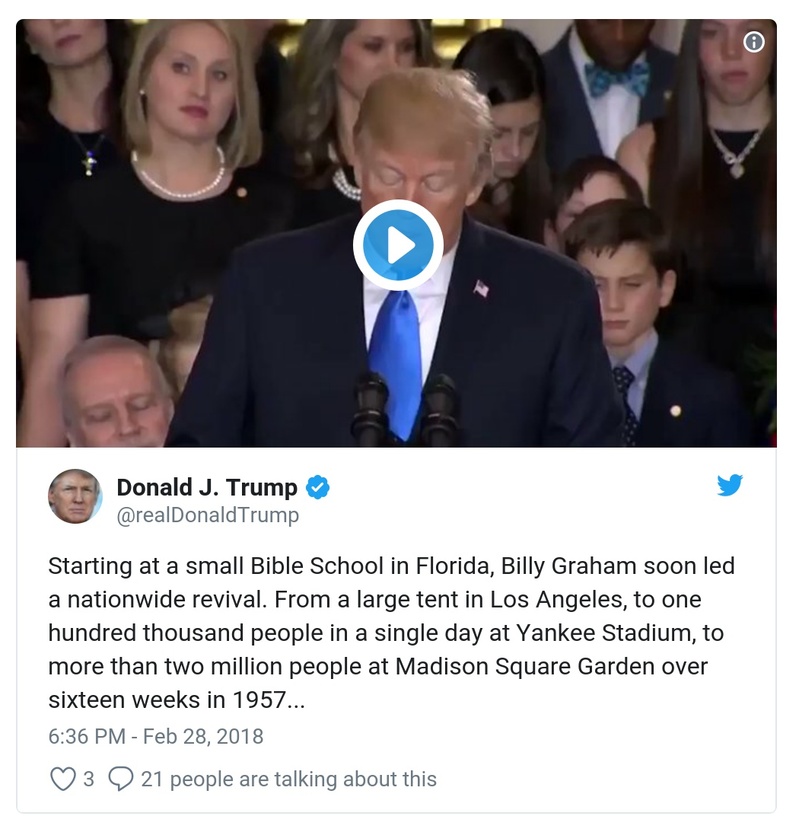 Donald J. Trump
@realDonaldTrump
Starting at a small Bible School in Florida, Billy Graham soon led
a nationwide revival. From a large tent in Los Angeles, to one
hundred thousand people in a single day at Yankee Stadium, to
more than two million people at Madison Square Garden over
sixteen weeks in 1957...
6:36 PM - Feb 28, 2018
3 21 people are talking about this